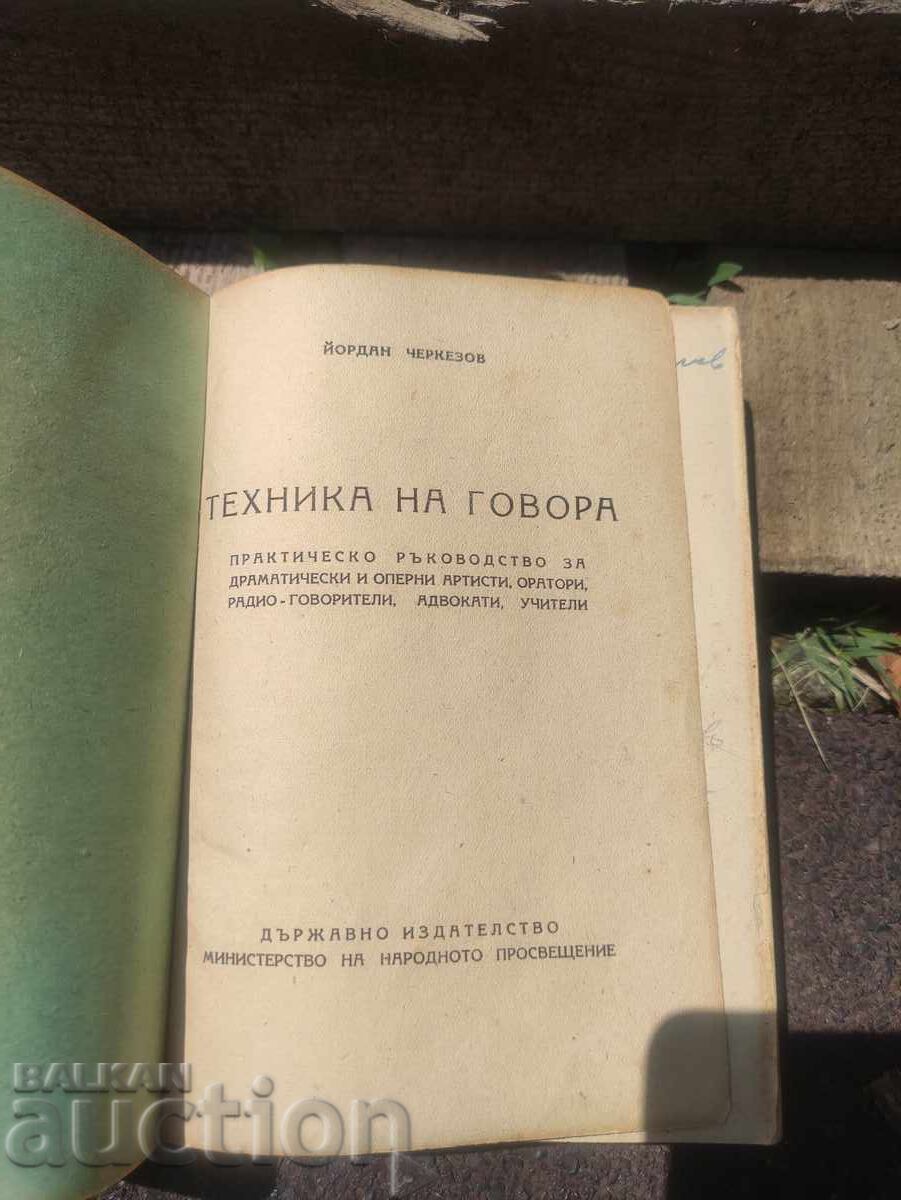 ЙОРДАН ЧЕРКЕЗОВ
ТЕХНИКА НА ГОВОРА
ПРАКТИЧЕСКО РЪКОВОДСТВО ЗА
ДРАМАТИЧЕСКИ И ОПЕРНИ АРТИСТИ, ОРАТОРИ,
РАДИО-ГОВОРИТЕЛИ, АДВОКАТИ, УЧИТЕЛИ
ДЪРЖАВНО ИЗДАТЕЛСТВО
МИНИСТЕРСТВО НА НАРОДНОТО ПРОСВЕЩЕНИЕ
BALKAN
auction